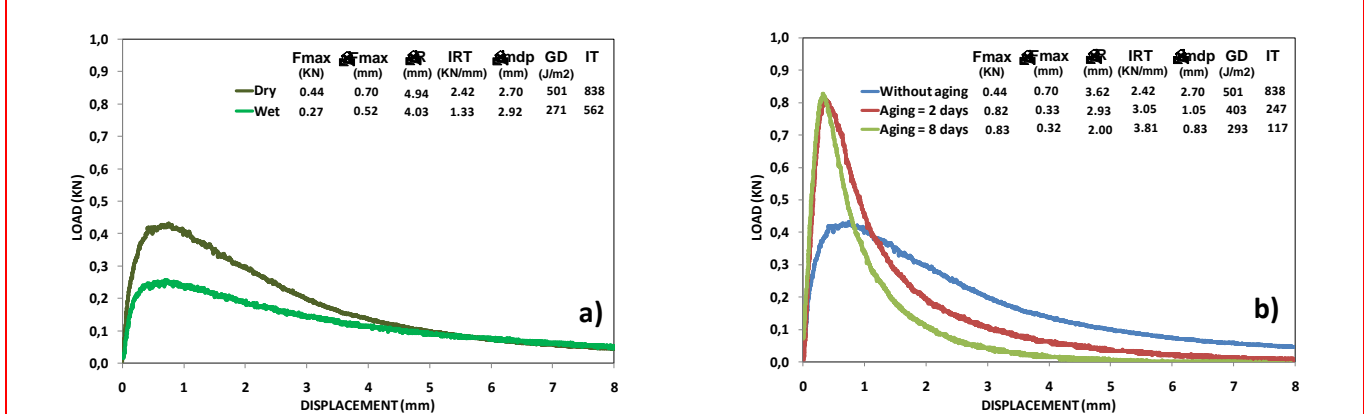 Fmax Fmax R IRT mdp GD IT
(KN) (mm) (mm) (KN/mm) (mm) (J/m2)
Dry 0.44 0.70 4.94 2.42 2.70 501 838
Wet 0.27 0.52 4.03 1.33 2.92 271 562
1,0
0,9
0,8
0,7
0,6
0,5
0,4
0,3
0,2
0,1
0,0
LOAD (KN)
a)
0 1 2 3 4 5 6 7 8
DISPLACEMENT (mm)
Fmax Fmax R IRT mdp GD IT
(KN) (mm) (mm) (KN/mm) (mm) (J/m2)
Without aging 0.44 0.70 3.62 2.42 2.70 501 838
Aging = 2 days 0.82 0.33 2.93 3.05 1.05 403 247
Aging = 8 days 0.83 0.32 2.00 3.81 0.83 293 117
1,0
0,9
0,8
0,7
0,6
0,5
0,4
0,3
0,2
0,1
0,0
LOAD (KN)
b)
0 1 2 3 4 5 6 7 8
DISPLACEMENT (mm)